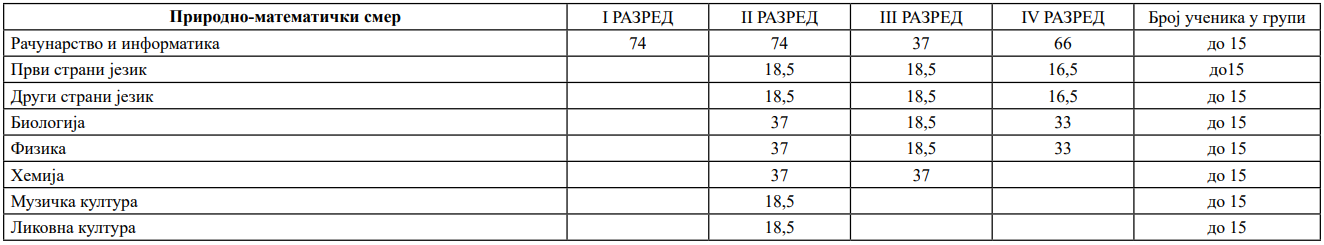 Природно-математички смер I РАЗРЕД II РАЗРЕД III РАЗРЕД IV РАЗРЕД Број ученика у групи
Рачунарство и информатика 74 74 37 66 до 15
Први страни језик 18,5 18,5 16,5 до15
Други страни језик 18,5 18,5 16,5 до 15
Биологија 37 18,5 33 до 15
Физика 37 18,5 33 до 15
Хемија 37 37 до 15
Музичка култура 18,5 до 15
Ликовна култура 18,5 до 15